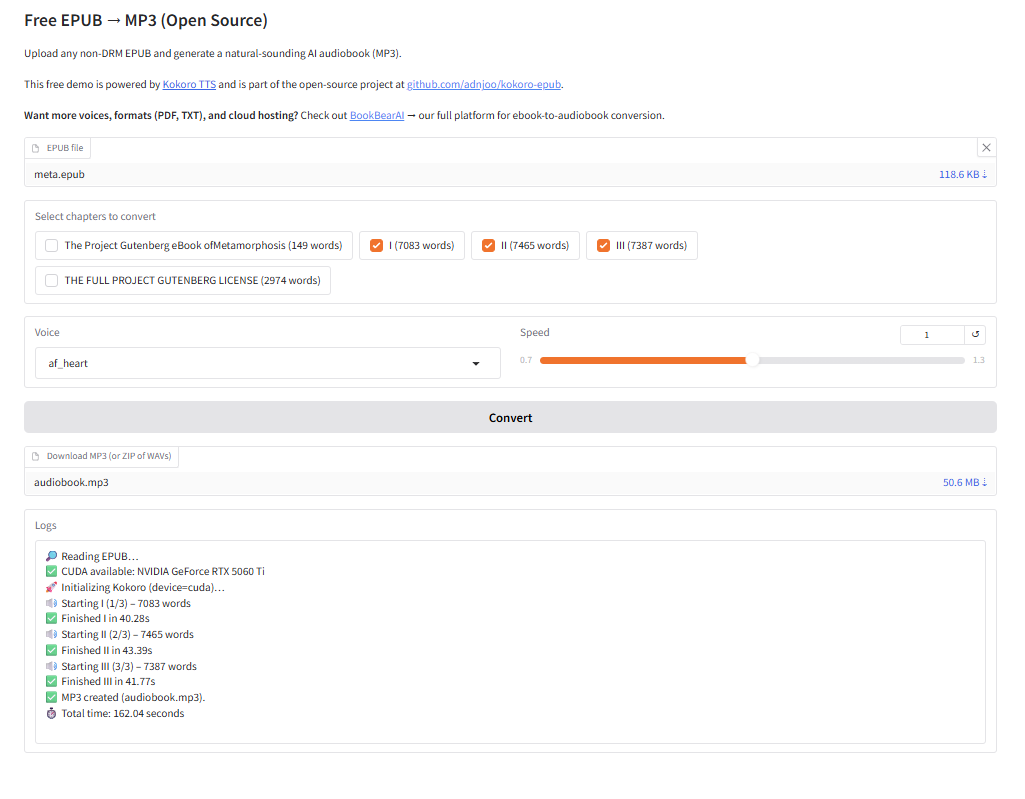 Free EPUB → MP3 (Open Source)
Upload any non-DRM EPUB and generate a natural-sounding AI audiobook (MP3).
This free demo is powered by Kokoro TTS and is part of the open-source project at github.com/adnjoo/kokoro-epub.
Want more voices, formats (PDF, TXT), and cloud hosting? Check out BookBearAI → our full platform for ebook-to-audiobook conversion.
EPUB file
meta.epub 118.6 KB ⇣
Select chapters to convert
The Project Gutenberg eBook ofMetamorphosis (149 words) I (7083 words) II (7465 words) III (7387 words)
THE FULL PROJECT GUTENBERG LICENSE (2974 words)
Voice Speed 1
af_heart 0.7 1.3
Convert
Download MP3 (or ZIP of WAVs)
audiobook.mp3 50.6 MB ⇣
Logs
🔎 Reading EPUB…
✅ CUDA available: NVIDIA GeForce RTX 5060 Ti
🚀 Initializing Kokoro (device=cuda)…
🔊 Starting I (1/3) – 7083 words
✅ Finished I in 40.28s
🔊 Starting II (2/3) – 7465 words
✅ Finished II in 43.39s
🔊 Starting III (3/3) – 7387 words
✅ Finished III in 41.77s
✅ MP3 created (audiobook.mp3).
⏱ Total time: 162.04 seconds